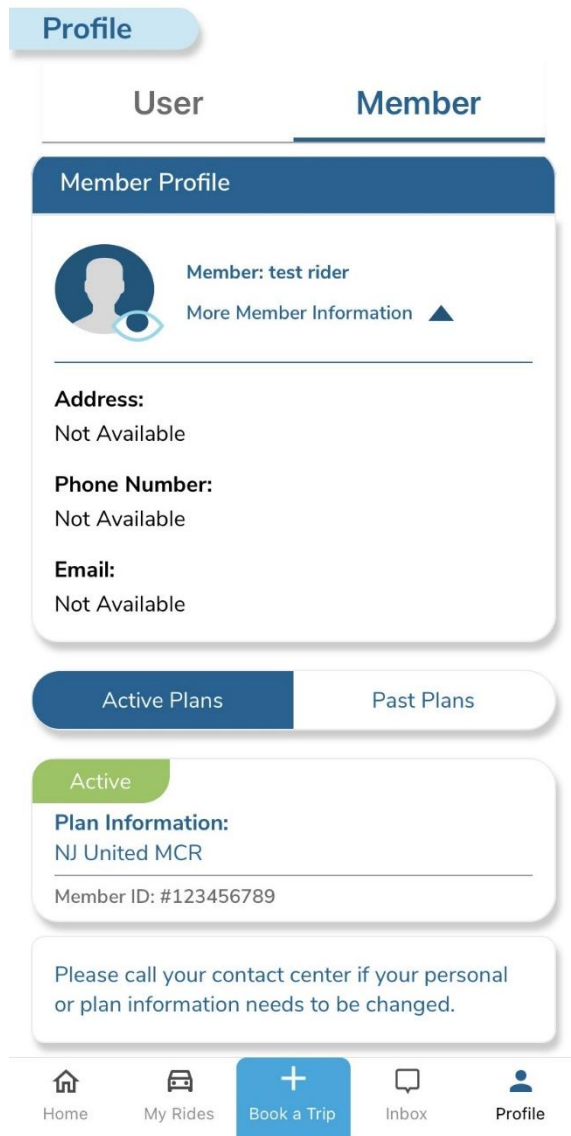 Profile
User
Member
Member Profile
Member: test rider
More Member Information
Address:
Not Available
Phone Number:
Not Available
Email:
Not Available
Active Plans
Past Plans
Active
Plan Information:
NJ United MCR
Member ID: #123456789
Please call your contact center if your personal
or plan information needs to be changed.
Home
My Rides
Book a Trip
Inbox
Profile